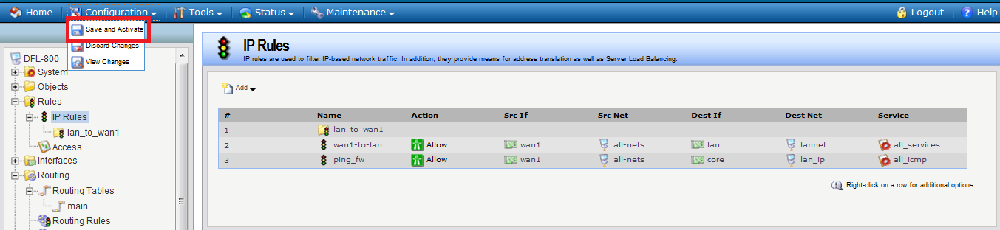 Home Configuration Tools Status Maintenance Logout Help
Save and Activate
Discard Changes
View Changes
DFL-800
System
Objects
Rules
IP Rules
lan_to_wan1
Access
Interfaces
Routing
Routing Tables
main
Routing Rules
IP Rules
IP rules are used to filter IP-based network traffic. In addition, they provide means for address translation as well as Server Load Balancing.
Add
# Name Action Src If Src Net Dest If Dest Net Service
1 lan_to_wan1
2 wan1-to-lan Allow wan1 all-nets lan lannet all_services
3 ping_fw Allow wan1 all-nets core lan_ip all_icmp
Right-click on a row for additional options.